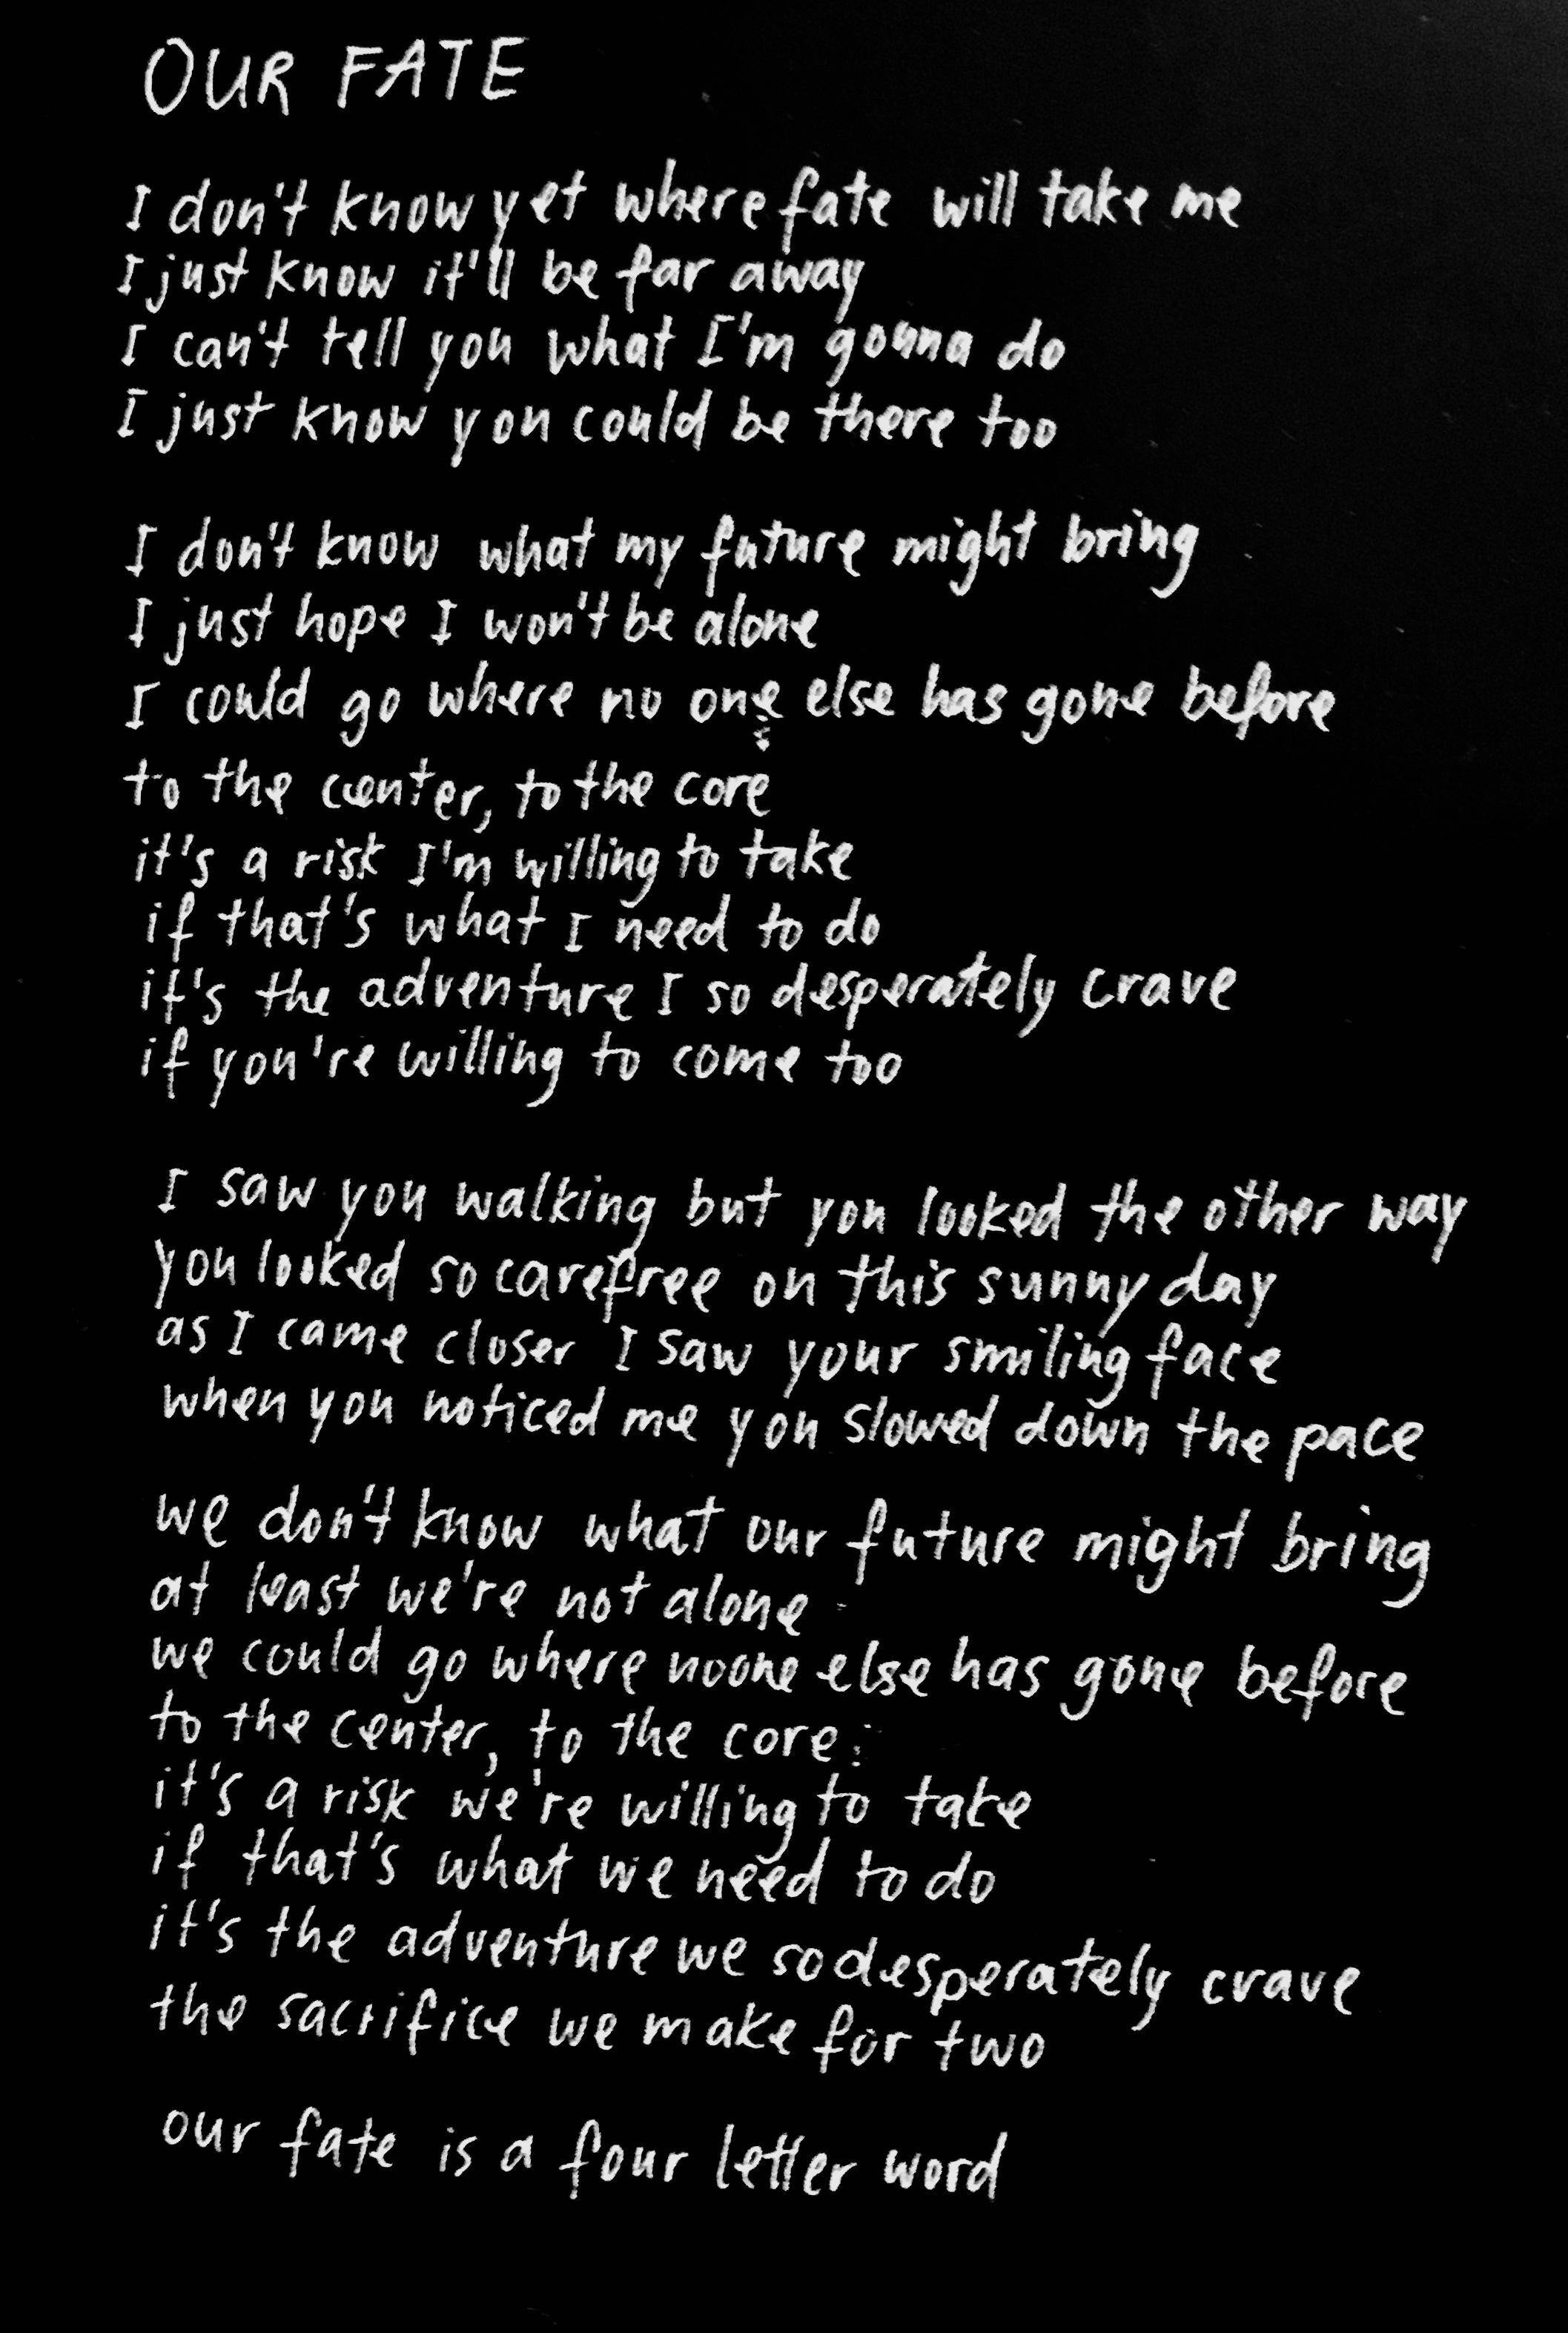 OUR FATE
I don't know yet where fate will take me
I just know it'll be far away
I can't tell you what I'm gonna do
I just know you could be there too
I don't know what my future might bring
I just hope I won't be alone
I could go where no one else has gone before
to the center, to the core
it's a risk I'm willing to take
if that's what I need to do
it's the adventure I so desperately crave
if you're willing to come too
I saw you walking but you looked the other way
you looked so carefree on this sunny day
as I came closer I saw your smiling face
when you noticed me you slowed down the pace
we don't know what our future might bring
at least we're not alone
we could go where noone else has gone before
to the center, to the core
it's a risk we're willing to take
if that's what we need to do
it's the adventure we so desperately crave
the sacrifice we make for two
our fate is a four letter word